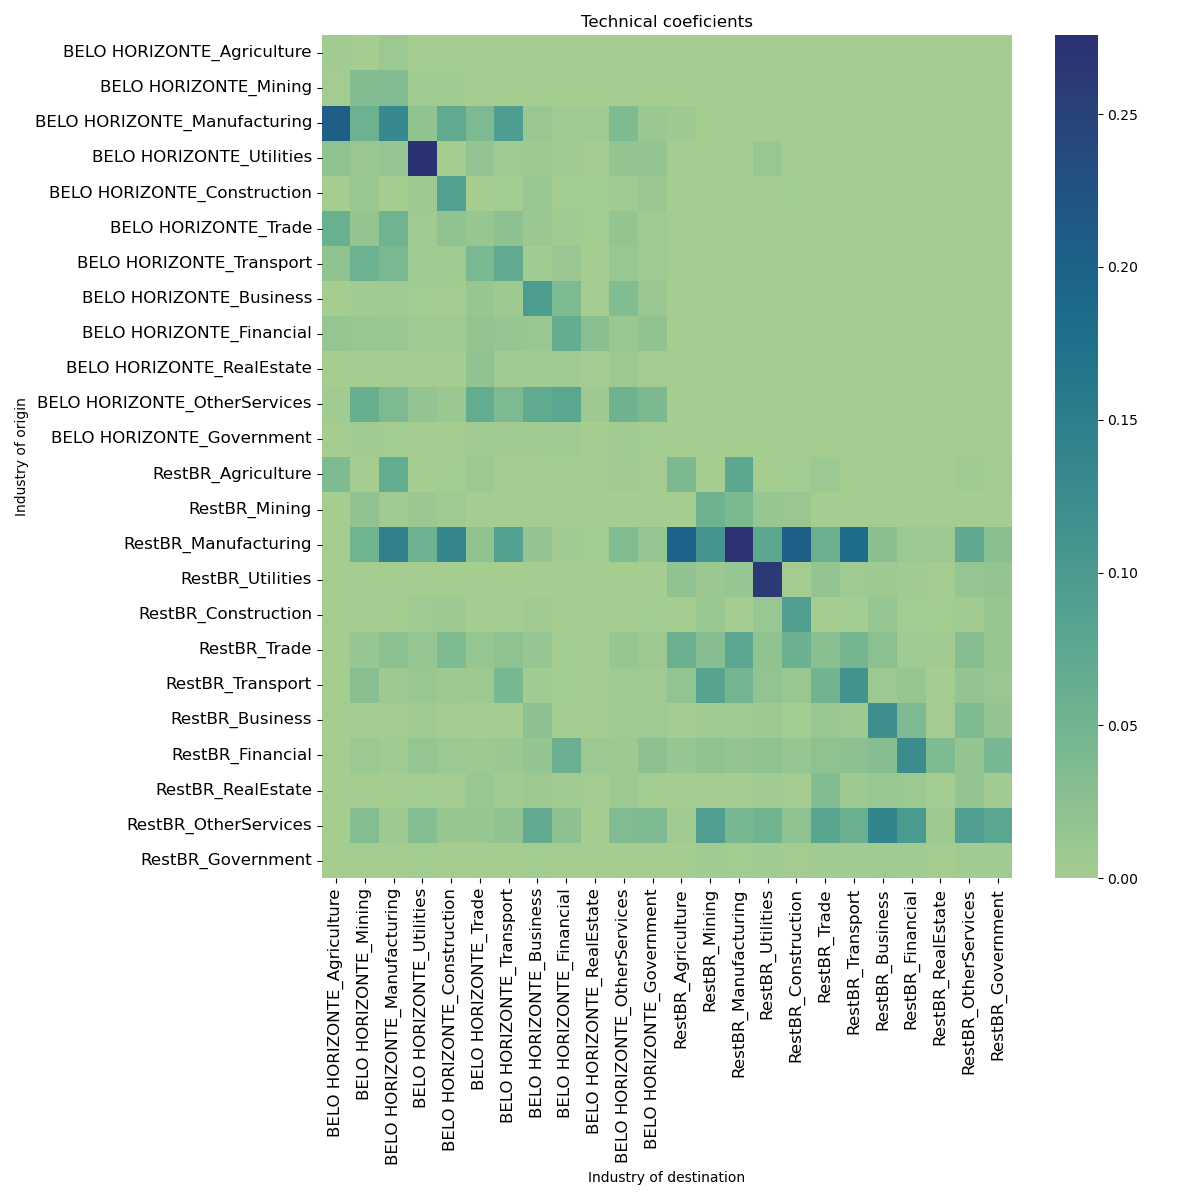 Technical coeficients
BELO HORIZONTE_Agriculture
BELO HORIZONTE_Mining
BELO HORIZONTE_Manufacturing
BELO HORIZONTE_Utilities
BELO HORIZONTE_Construction
BELO HORIZONTE_Trade
BELO HORIZONTE_Transport
BELO HORIZONTE_Business
BELO HORIZONTE_Financial
BELO HORIZONTE_RealEstate
BELO HORIZONTE_OtherServices
BELO HORIZONTE_Government
RestBR_Agriculture
RestBR_Mining
RestBR_Manufacturing
RestBR_Utilities
RestBR_Construction
RestBR_Trade
RestBR_Transport
RestBR_Business
RestBR_Financial
RestBR_RealEstate
RestBR_OtherServices
RestBR_Government
Industry of origin
BELO HORIZONTE_Agriculture
BELO HORIZONTE_Mining
BELO HORIZONTE_Manufacturing
BELO HORIZONTE_Utilities
BELO HORIZONTE_Construction
BELO HORIZONTE_Trade
BELO HORIZONTE_Transport
BELO HORIZONTE_Business
BELO HORIZONTE_Financial
BELO HORIZONTE_RealEstate
BELO HORIZONTE_OtherServices
BELO HORIZONTE_Government
RestBR_Agriculture
RestBR_Mining
RestBR_Manufacturing
RestBR_Utilities
RestBR_Construction
RestBR_Trade
RestBR_Transport
RestBR_Business
RestBR_Financial
RestBR_RealEstate
RestBR_OtherServices
RestBR_Government
Industry of destination
0.25
0.20
0.15
0.10
0.05
0.00